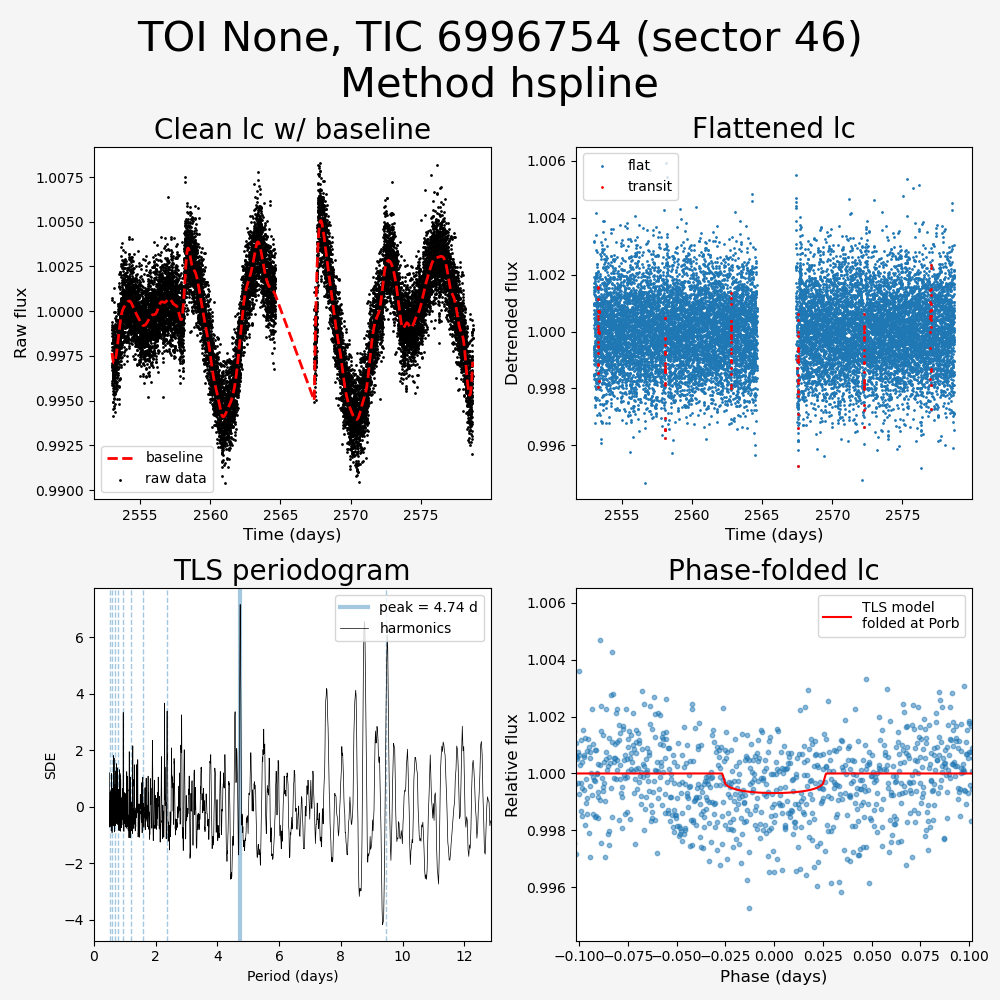 TOI None, TIC 6996754 (sector 46)
Method hspline
Clean lc w/ baseline
Raw flux
1.0075
1.0050
1.0025
1.0000
0.9975
0.9950
0.9925
0.9900
baseline
raw data
2555 2560 2565 2570 2575
Time (days)
Flattened lc
Detrended flux
1.006
1.004
1.002
1.000
0.998
0.996
flat
transit
2555 2560 2565 2570 2575
Time (days)
TLS periodogram
SDE
6
4
2
0
−2
−4
peak = 4.74 d
harmonics
0 2 4 6 8 10 12
Period (days)
Phase-folded lc
Relative flux
1.006
1.004
1.002
1.000
0.998
0.996
TLS model
folded at Porb
−0.100 −0.075 −0.050 −0.025 0.000 0.025 0.050 0.075 0.100
Phase (days)